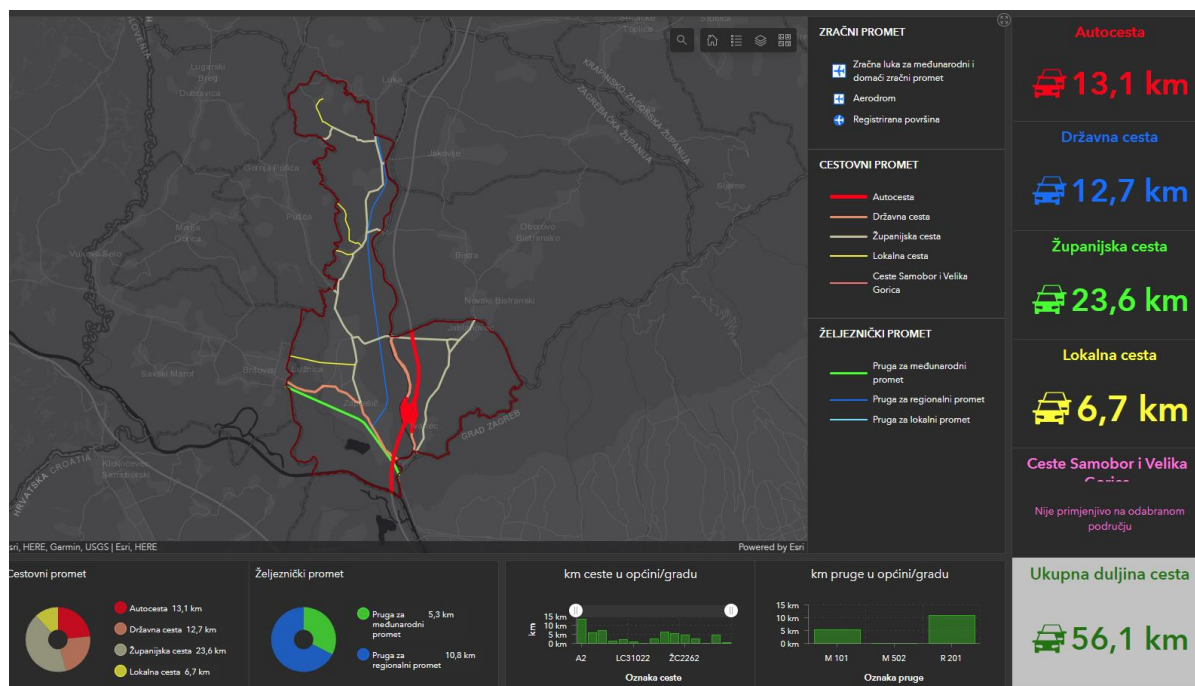 SLOVENIA
Luka
Jakovlje
Pušća
Bistra
KRAPINSKO-ZAGORSKA ŽUPANIJA
ZAGREBAČKA ŽUPANIJA
Marija
Gorica
Novaki Bistranski
Jablanovec
Savski Marof
Lužnica
Zaprešić
GRAD ZAGREB
HRVATSKA CROATIA
Esri, HERE, Garmin, USGS | Esri, HERE
Powered by Esri
ZRAČNI PROMET
Zračna luka za međunarodni i
domaći zračni promet
Aerodrom
Registrirana površina
CESTOVNI PROMET
Autocesta
Državna cesta
Županijska cesta
Lokalna cesta
Ceste Samobor i Velika
Gorica
ŽELJEZNIČKI PROMET
Pruga za međunarodni
promet
Pruga za regionalni promet
Pruga za lokalni promet
Autocesta
13,1 km
Državna cesta
12,7 km
Županijska cesta
23,6 km
Lokalna cesta
6,7 km
Ceste Samobor i Velika
Gorica
Nije primjenjivo na odabranom
području
Ukupna duljina cesta
56,1 km
Cestovni promet
Autocesta 13,1 km
Državna cesta 12,7 km
Županijska cesta 23,6 km
Lokalna cesta 6,7 km
Željeznički promet
Pruga za 5,3 km
međunarodni
promet
Pruga za 10,8 km
regionalni promet
km ceste u općini/gradu
km
15 km
10 km
5 km
0 km
A2 LC31022 ŽC2262
Oznaka ceste
km pruge u općini/gradu
15 km
10 km
5 km
0 km
M 101 M 502 R 201
Oznaka pruge